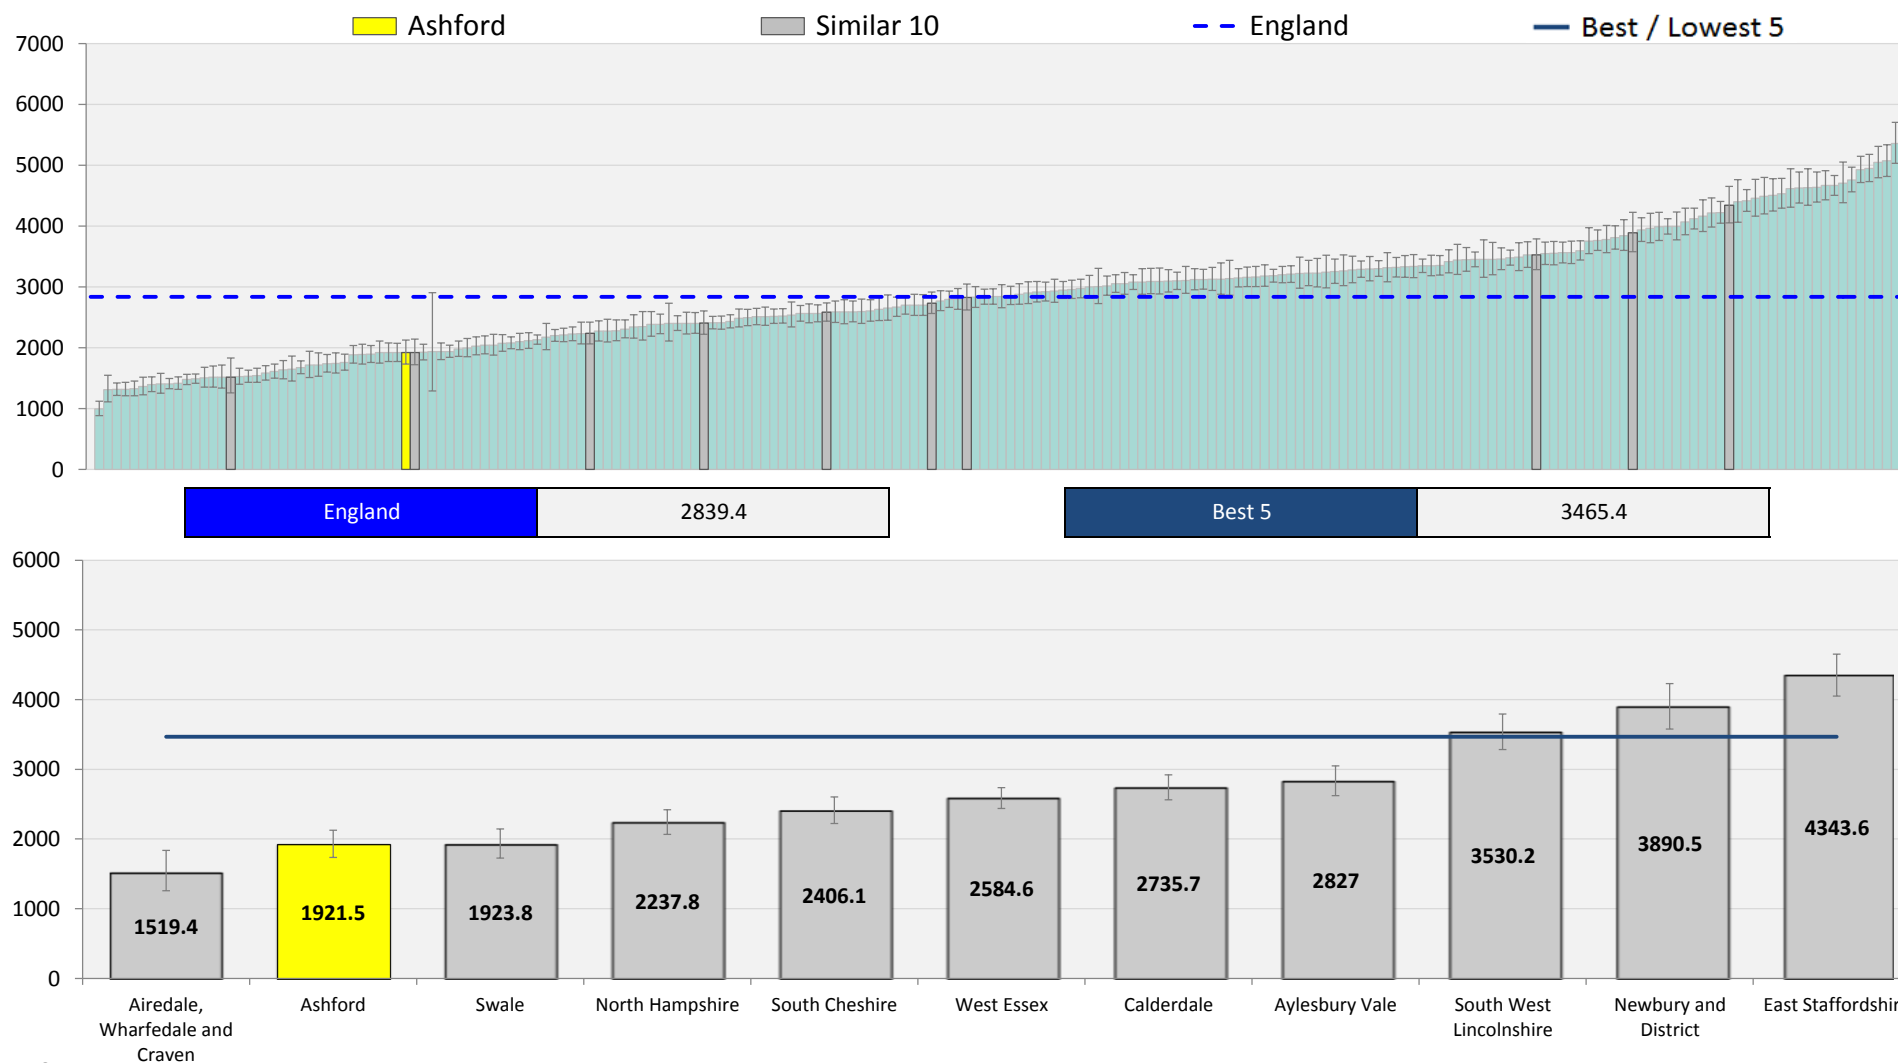 Ashford
Similar 10
England
Best / Lowest 5
7000
6000
5000
4000
3000
2000
1000
0
England
2839.4
Best 5
3465.4
6000
5000
4000
3000
2000
1000
0
1519.4
1921.5
1923.8
2237.8
2406.1
2584.6
2735.7
2827
3530.2
3890.5
4343.6
Airedale,
Wharfedale and
Craven
Ashford
Swale
North Hampshire
South Cheshire
West Essex
Calderdale
Aylesbury Vale
South West
Lincolnshire
Newbury and
District
East Staffordshir